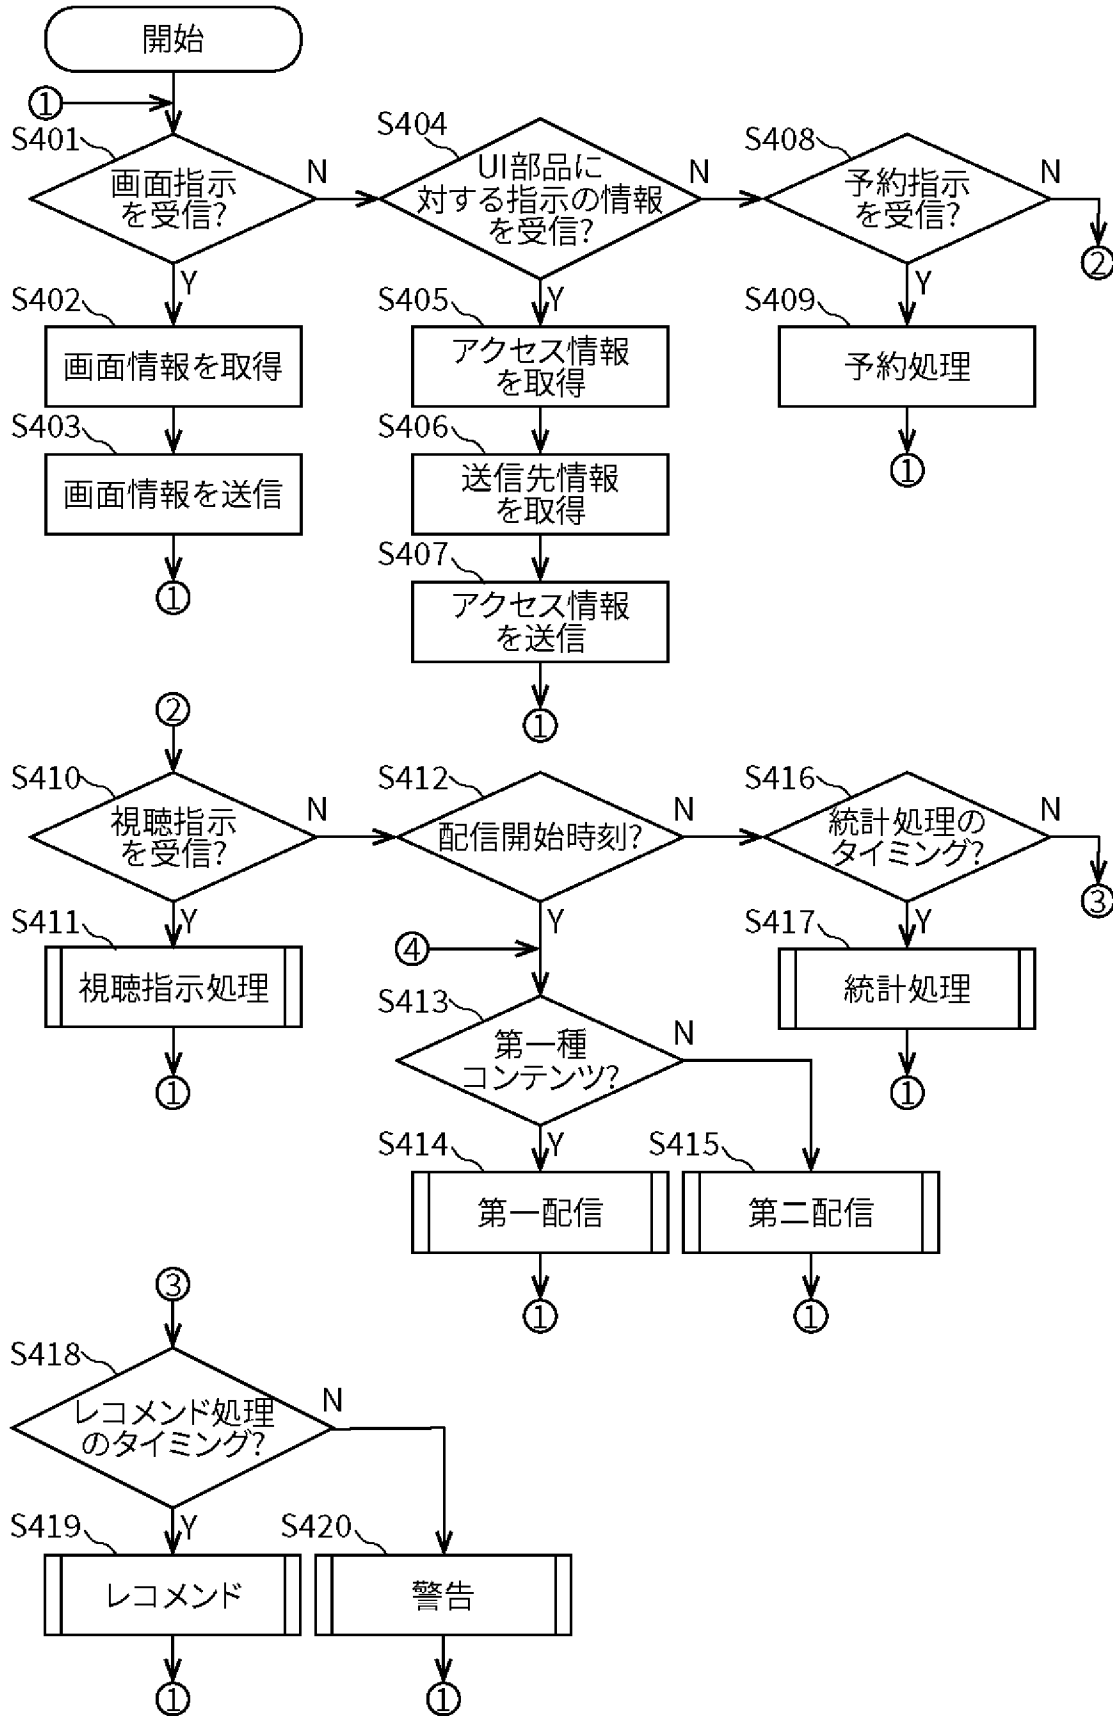 開始
①
S401
画面指示
を受信?
N
Y
S404
UI部品に
対する指示の情報
を受信?
N
Y
S408
予約指示
を受信?
N
Y
②
S402
画面情報を取得
S405
アクセス情報
を取得
S409
予約処理
①
S403
画面情報を送信
①
S406
送信先情報
を取得
S407
アクセス情報
を送信
①
②
S410
視聴指示
を受信?
N
Y
S412
配信開始時刻?
N
Y
S416
統計処理の
タイミング?
N
Y
③
S411
視聴指示処理
①
④
S413
第一種
コンテンツ?
N
Y
S417
統計処理
①
S414
第一配信
①
S415
第二配信
①
③
S418
レコメンド処理
のタイミング?
N
Y
S419
レコメンド
①
S420
警告
①